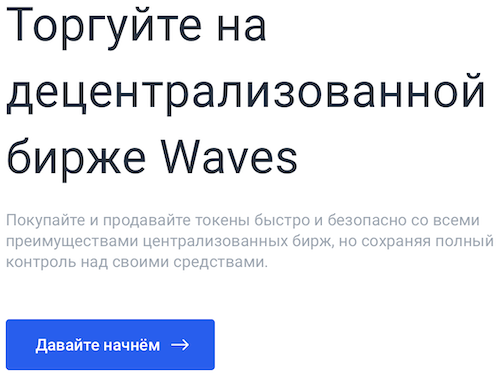 Торгуйте на
децентрализованной
бирже Waves
Покупайте и продавайте токены быстро и безопасно со всеми
преимуществами централизованных бирж, но сохраняя полный
контроль над своими средствами.
Давайте начнём →